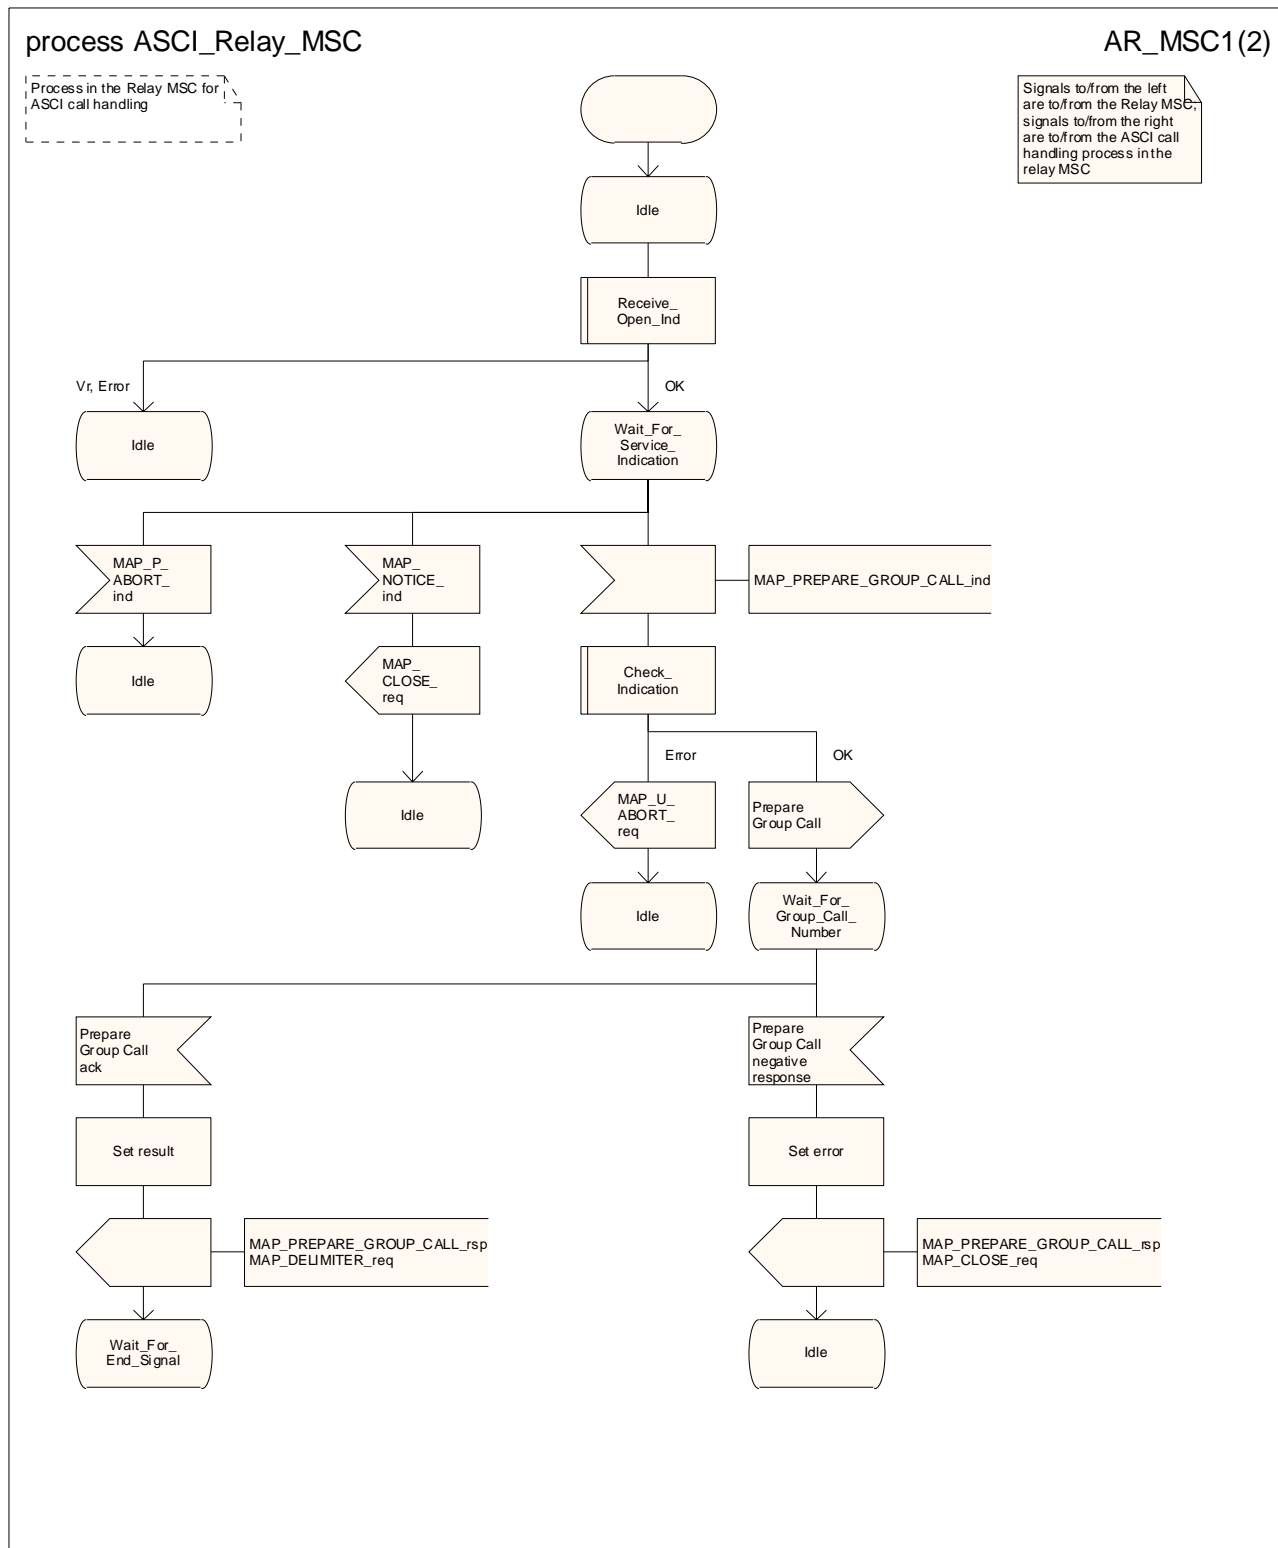 process ASCI_Relay_MSC
AR_MSC1(2)
Process in the Relay MSC for
ASCI call handling
Signals to/from the left
are to/from the Relay MSC;
signals to/from the right
are to/from the ASCI call
handling process in the
relay MSC
Idle
Receive_
Open_Ind
Vr, Error
OK
Idle
Wait_For_
Service_
Indication
MAP_P_
ABORT_
ind
MAP_
NOTICE_
ind
MAP_PREPARE_GROUP_CALL_ind
Idle
MAP_
CLOSE_
req
Check_
Indication
Error
OK
Idle
MAP_U_
ABORT_
req
Prepare
Group Call
Idle
Wait_For_
Group_Call_
Number
Prepare
Group Call
ack
Prepare
Group Call
negative
response
Set result
Set error
MAP_PREPARE_GROUP_CALL_rsp
MAP_DELIMITER_req
MAP_PREPARE_GROUP_CALL_rsp
MAP_CLOSE_req
Wait_For_
End_Signal
Idle